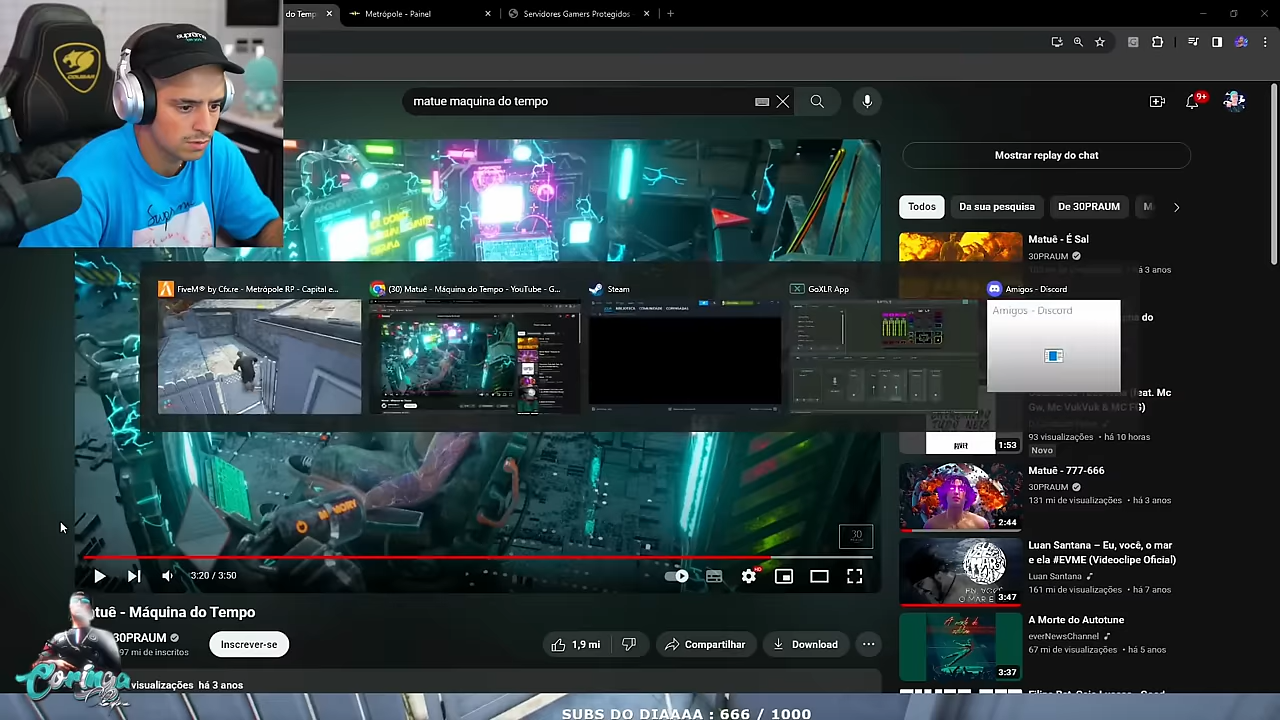 do Temp
Metrópole - Painel
Servidores Gamers Protegidos
matue maquina do tempo
9+
Mostrar replay do chat
Todos
Da sua pesquisa
De 30PRAUM
M
Matuê - É Sal
30PRAUM
há 3 anos
FiveM® by Cfx.re - Metrópole RP - Capital e...
(30) Matuê - Máquina do Tempo - YouTube - G...
Steam
GoXLR App
Amigos - Discord
Amigos - Discord
do
(feat. Mc
Gw, Mc VukVuk & MC F
93 visualizações • há 10 horas
Novo
1:53
Matuê - 777-666
30PRAUM
131 mi de visualizações • há 3 anos
2:44
Luan Santana – Eu, você, o mar
e ela #EVME (Videoclipe Oficial)
Luan Santana
161 mi de visualizações • há 7 anos
3:47
A Morte do Autotune
everNewsChannel
67 mi de visualizações • há 5 anos
3:37
MEMORY
30
3:20 / 3:50
HD
tuê - Máquina do Tempo
30PRAUM
97 mi de inscritos
Inscrever-se
1,9 mi
Compartilhar
Download
visualizações há 3 anos
Coringa
SUBS DO DIAAAA : 666 / 1000
supreme
COUGAR